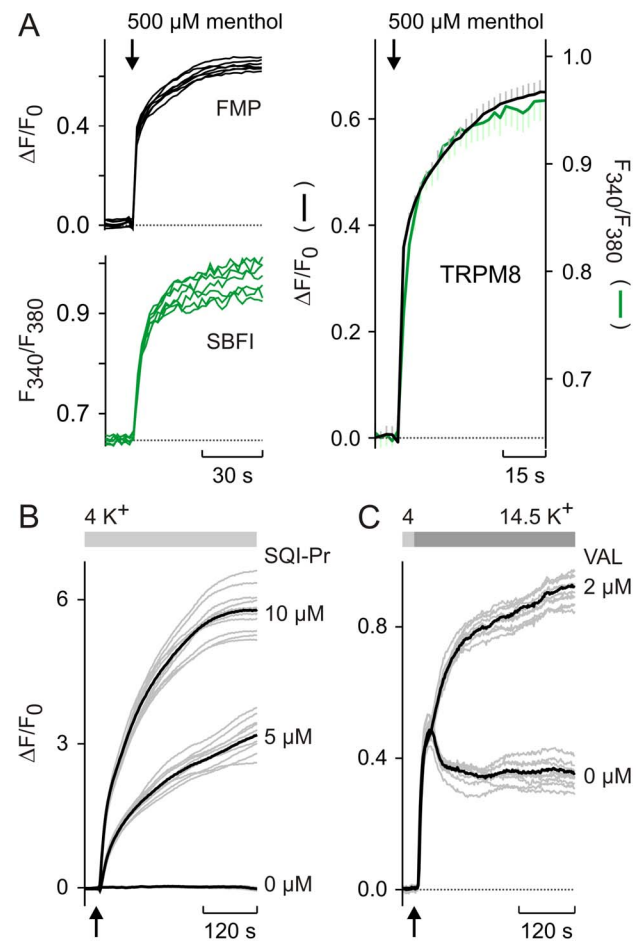 A
500 µM menthol
500 µM menthol
ΔF/F0
0.4
0.0
FMP
F340/F380
0.9
0.7
SBFI
30 s
ΔF/F0 (—)
0.6
0.4
0.2
0.0
TRPM8
1.0
0.9
0.8
0.7
F340/F380 (—)
15 s
B
4 K+
SQI-Pr
ΔF/F0
6
3
0
10 µM
5 µM
0 µM
120 s
C
4
14.5 K+
VAL
0.8
0.4
0.0
2 µM
0 µM
120 s